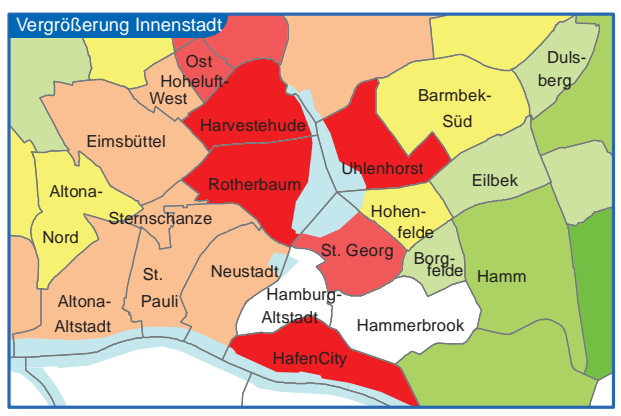 Vergrößerung Innenstadt
Ost
Hoheluft-
West
Duls-
berg
Barmbek-
Süd
Harvestehude
Eimsbüttel
Uhlenhorst
Rotherbaum
Eilbek
Altona-
Nord
Sternschanze
Hohen-
felde
St. Georg
Borg-
felde
Neustadt
St.
Pauli
Hamm
Hamburg-
Altstadt
Altona-
Altstadt
Hammerbrook
HafenCity